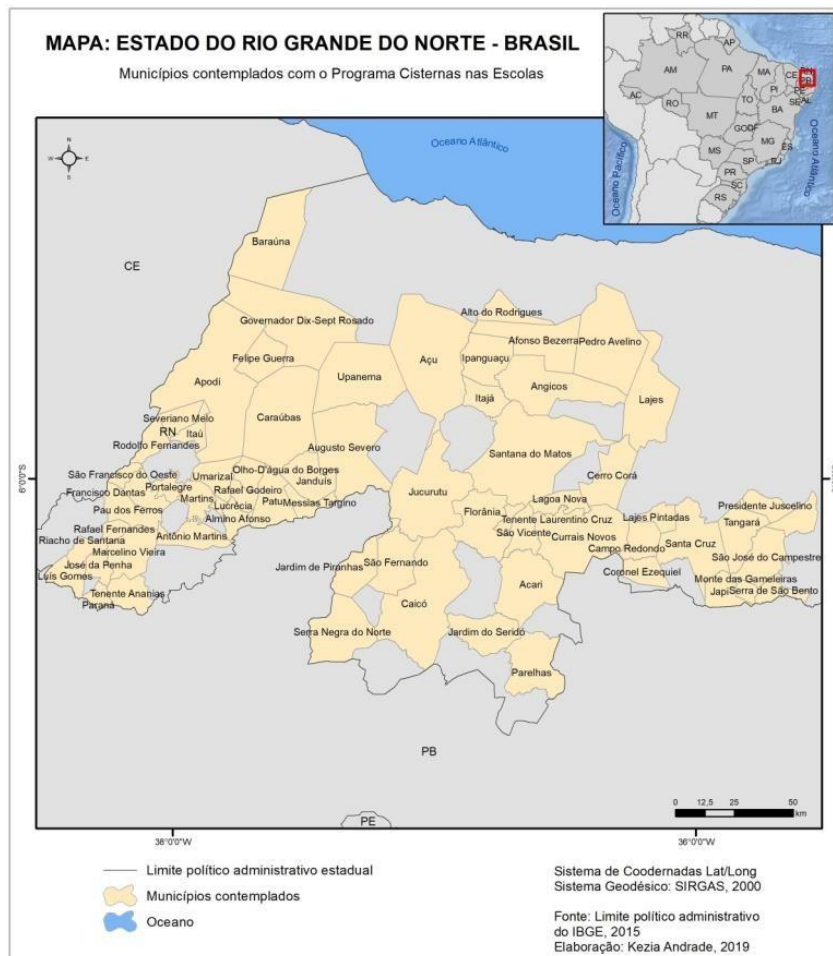 MAPA: ESTADO DO RIO GRANDE DO NORTE - BRASIL
Municípios contemplados com o Programa Cisternas nas Escolas
RR
AP
AM
PA
MA
CE
RN
PB
PE
AL
SE
PI
AC
RO
TO
BA
MT
GO
DF
MG
ES
MS
SP
RJ
PR
SC
RS
Oceano Pacífico
Oceano Atlântico
N
W
E
S
Oceano Atlântico
CE
Baraúna
Governador Dix-Sept Rosado
Felipe Guerra
Apodi
Upanema
Açu
Alto do Rodrigues
Afonso Bezerra
Pedro Avelino
Ipanguaçu
Angicos
Itajá
Lajes
Severiano Melo
RN
Itaú
Rodolfo Fernandes
Caraúbas
Augusto Severo
Santana do Matos
Cerro Corá
São Francisco do Oeste
Umarizal
Olho-D'água do Borges
Janduís
Francisco Dantas
Portalegre
Rafael Godeiro
Martins
Lucrécia
Patu
Messias Targino
Pau dos Ferros
Almino Afonso
Rafael Fernandes
Antônio Martins
Riacho de Santana
Marcelino Vieira
José da Penha
Luís Gomes
Tenente Ananias
Paraná
Jucurutu
Lagoa Nova
Florânia
Tenente Laurentino Cruz
São Vicente
Currais Novos
Lajes Pintadas
Presidente Juscelino
Tangará
Campo Redondo
Santa Cruz
São José do Campestre
Coronel Ezequiel
Monte das Gameleiras
Japi
Serra de São Bento
Jardim de Piranhas
São Fernando
Acari
Caicó
Serra Negra do Norte
Jardim do Seridó
Parelhas
PB
PE
6°0'0"S
38°0'0"W
36°0'0"W
0 12,5 25 50
km
Limite político administrativo estadual
Municípios contemplados
Oceano
Sistema de Coodernadas Lat/Long
Sistema Geodésico: SIRGAS, 2000
Fonte: Limite político administrativo
do IBGE, 2015
Elaboração: Kezia Andrade, 2019